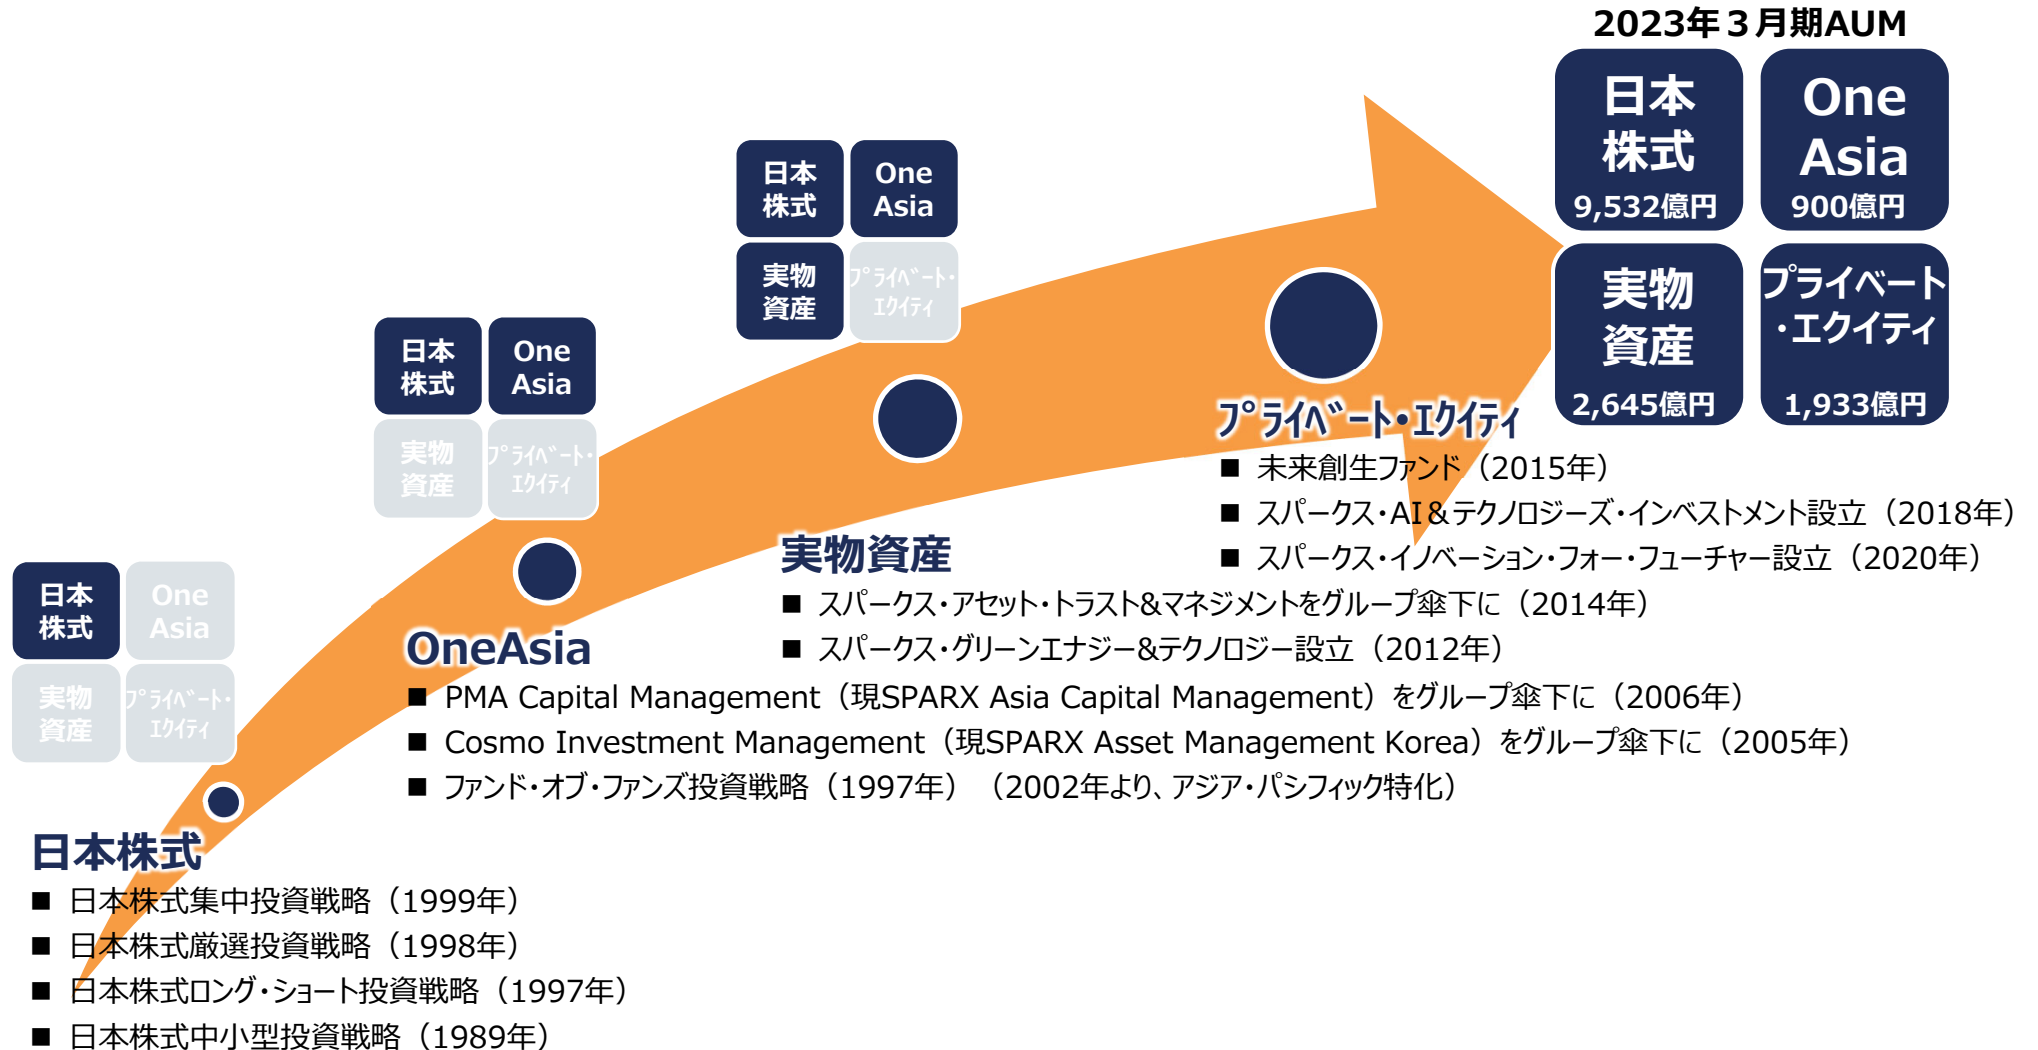 2023年３月期AUM
日本
株式
9,532億円
One
Asia
900億円
実物
資産
2,645億円
プライベート
・エクイティ
1,933億円
日本
株式
One
Asia
実物
資産
ﾌﾟﾗｲﾍﾞｰﾄ・
ｴｸｲﾃｨ
日本
株式
One
Asia
実物
資産
ﾌﾟﾗｲﾍﾞｰﾄ・
ｴｸｲﾃｨ
日本
株式
One
Asia
実物
資産
ﾌﾟﾗｲﾍﾞｰﾄ・
ｴｸｲﾃｨ
ﾌﾟﾗｲﾍﾞｰﾄ・ｴｸｲﾃｨ
■ 未来創生ファンド（2015年）
■ スパークス・AI＆テクノロジーズ・インベストメント設立（2018年）
■ スパークス・イノベーション・フォー・フューチャー設立（2020年）
実物資産
■ スパークス・アセット・トラスト&マネジメントをグループ傘下に（2014年）
■ スパークス・グリーンエナジー&テクノロジー設立（2012年）
OneAsia
■ PMA Capital Management（現SPARX Asia Capital Management）をグループ傘下に（2006年）
■ Cosmo Investment Management（現SPARX Asset Management Korea）をグループ傘下に（2005年）
■ ファンド・オブ・ファンズ投資戦略（1997年）（2002年より、アジア・パシフィック特化）
日本株式
■ 日本株式集中投資戦略（1999年）
■ 日本株式厳選投資戦略（1998年）
■ 日本株式ロング・ショート投資戦略（1997年）
■ 日本株式中小型投資戦略（1989年）